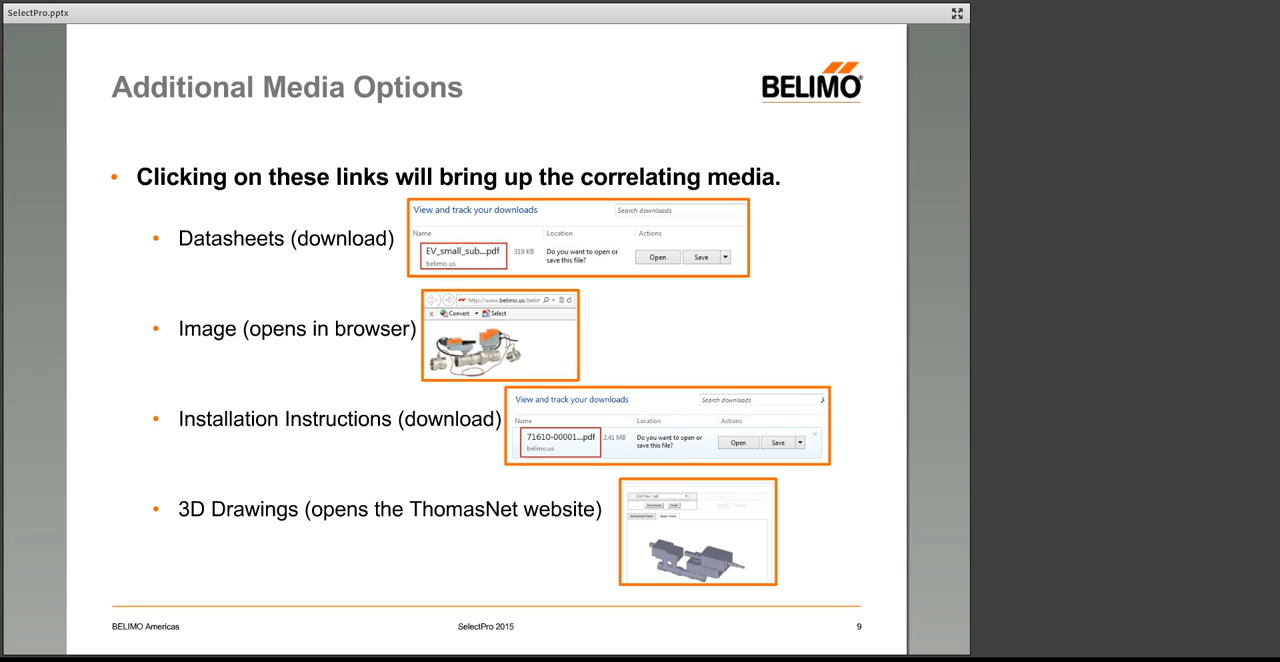 SelectPro.pptx
Additional Media Options
BELIMO®
• Clicking on these links will bring up the correlating media.
• Datasheets (download)
View and track your downloads
Search downloads
Name Location Actions
EV_small_sub...pdf 319 KB Do you want to open or save this file? Open Save
belimo.us
• Image (opens in browser)
http://www.belimo.us/belim
x Convert Select
• Installation Instructions (download)
View and track your downloads
Search downloads
Name Location Actions
71610-00001...pdf 2.41 MB Do you want to open or save this file? Open Save
belimo.us
• 3D Drawings (opens the ThomasNet website)
BELIMO Americas
SelectPro 2015
9